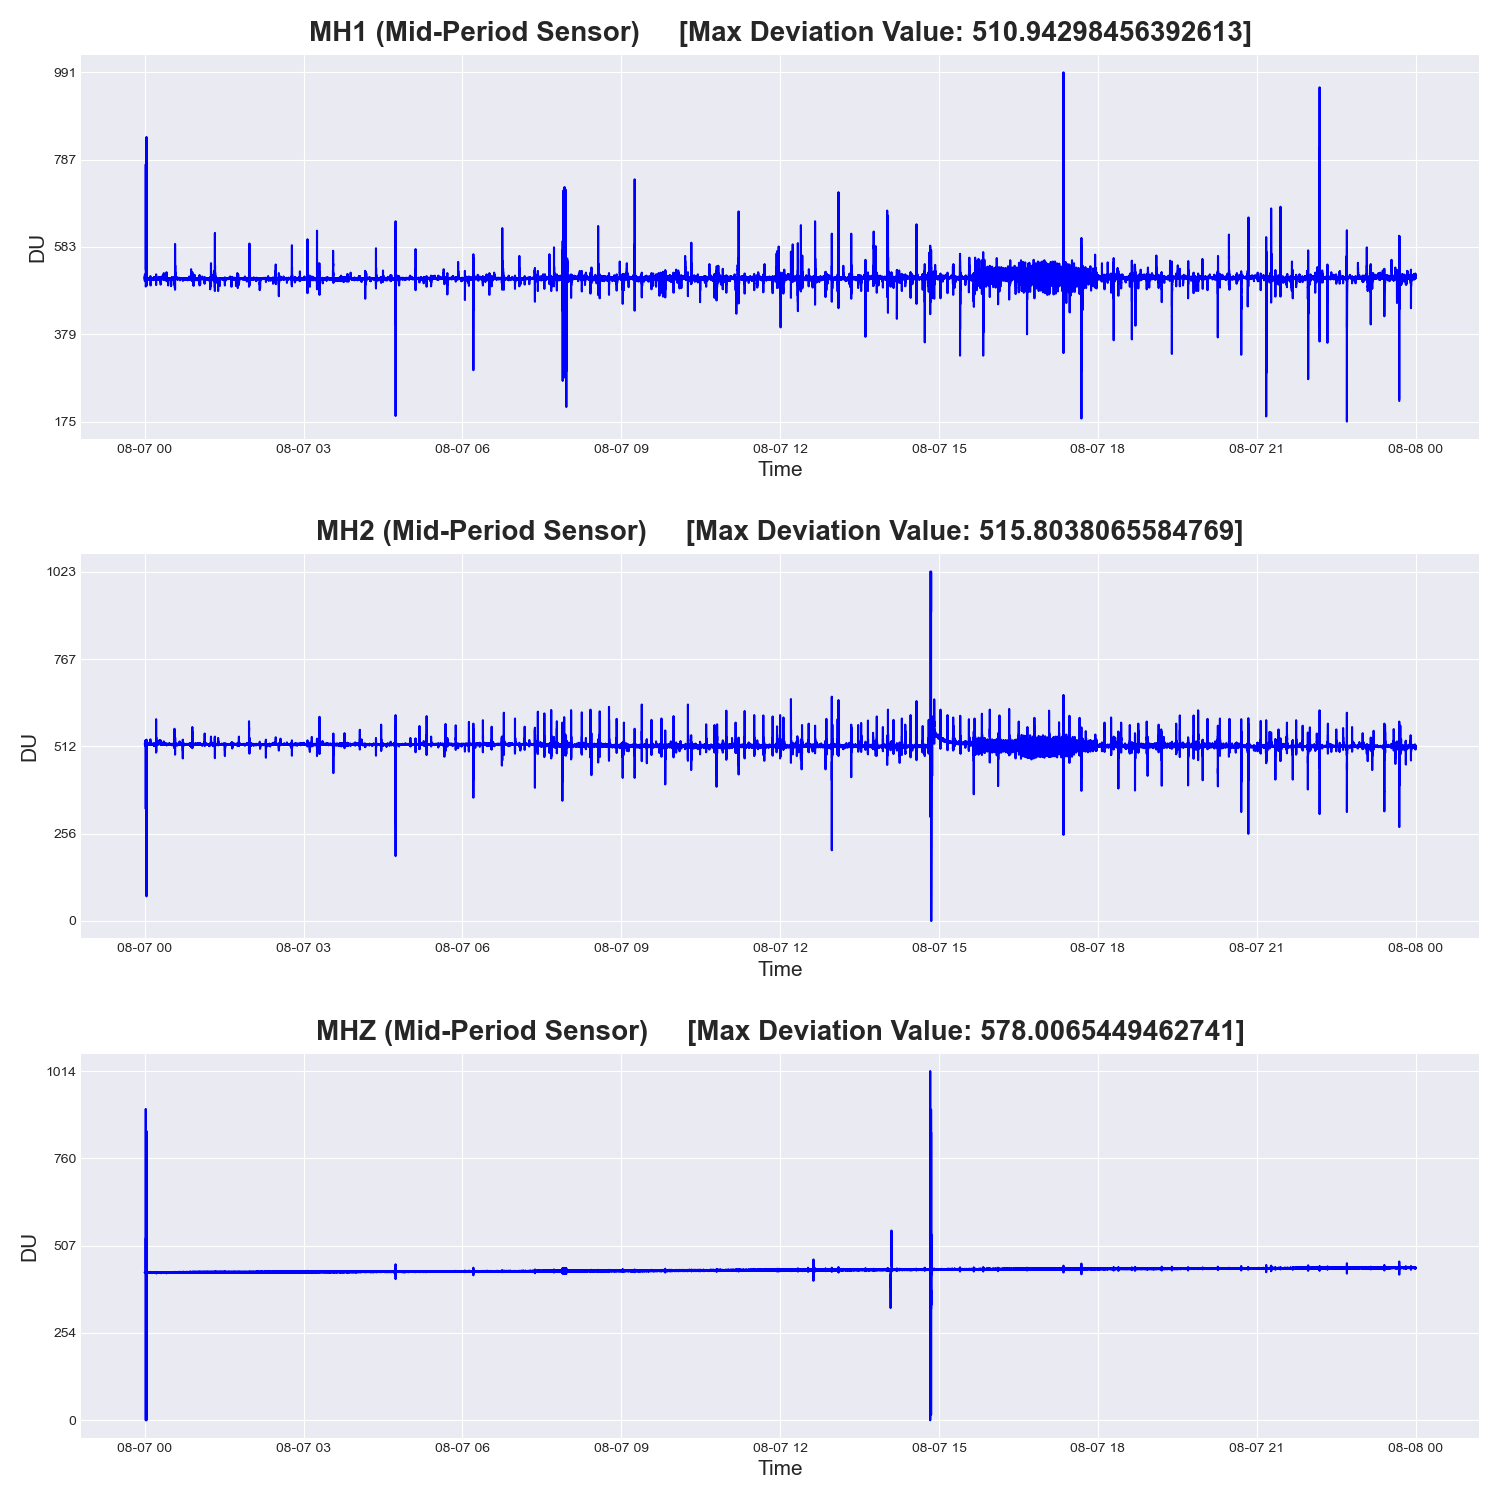 MH1 (Mid-Period Sensor) [Max Deviation Value: 510.94298456392613]
991
787
583
379
175
DU
08-07 00 08-07 03 08-07 06 08-07 09 08-07 12 08-07 15 08-07 18 08-07 21 08-08 00
Time
MH2 (Mid-Period Sensor) [Max Deviation Value: 515.8038065584769]
1023
767
512
256
0
DU
08-07 00 08-07 03 08-07 06 08-07 09 08-07 12 08-07 15 08-07 18 08-07 21 08-08 00
Time
MHZ (Mid-Period Sensor) [Max Deviation Value: 578.0065449462741]
1014
760
507
254
0
DU
08-07 00 08-07 03 08-07 06 08-07 09 08-07 12 08-07 15 08-07 18 08-07 21 08-08 00
Time